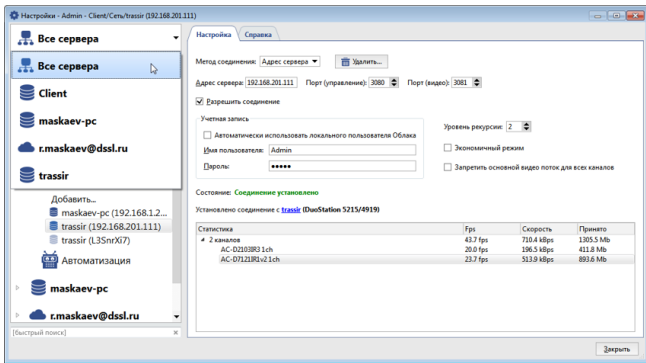 Настройки - Admin - Client/Сеть/trassir (192.168.201.111)
Все сервера
Все сервера
Client
maskaev-pc
r.maskaev@dssl.ru
trassir
Добавить...
maskaev-pc (192.168.1.2...
trassir (192.168.201.111)
trassir (L3SnrXi7)
Автоматизация
maskaev-pc
r.maskaev@dssl.ru
[быстрый поиск]
Настройка Справка
Метод соединения: Адрес сервера Удалить...
Адрес сервера: 192.168.201.111 Порт (управление): 3080 Порт (видео): 3081
Разрешить соединение
Учетная запись
Автоматически использовать локального пользователя Облака
Имя пользователя: Admin
Пароль: •••••
Уровень рекурсии: 2
Экономичный режим
Запретить основной видео поток для всех каналов
Состояние: Соединение установлено
Установлено соединение с trassir (DuoStation 5215/4919)
Статистика Fps Скорость Принято
2 каналов 43.7 fps 710.4 kBps 1305.5 Mb
AC-D2103IR3 1ch 20.0 fps 196.5 kBps 411.8 Mb
AC-D7121IR1v2 1ch 23.7 fps 513.9 kBps 893.6 Mb
Закрыть